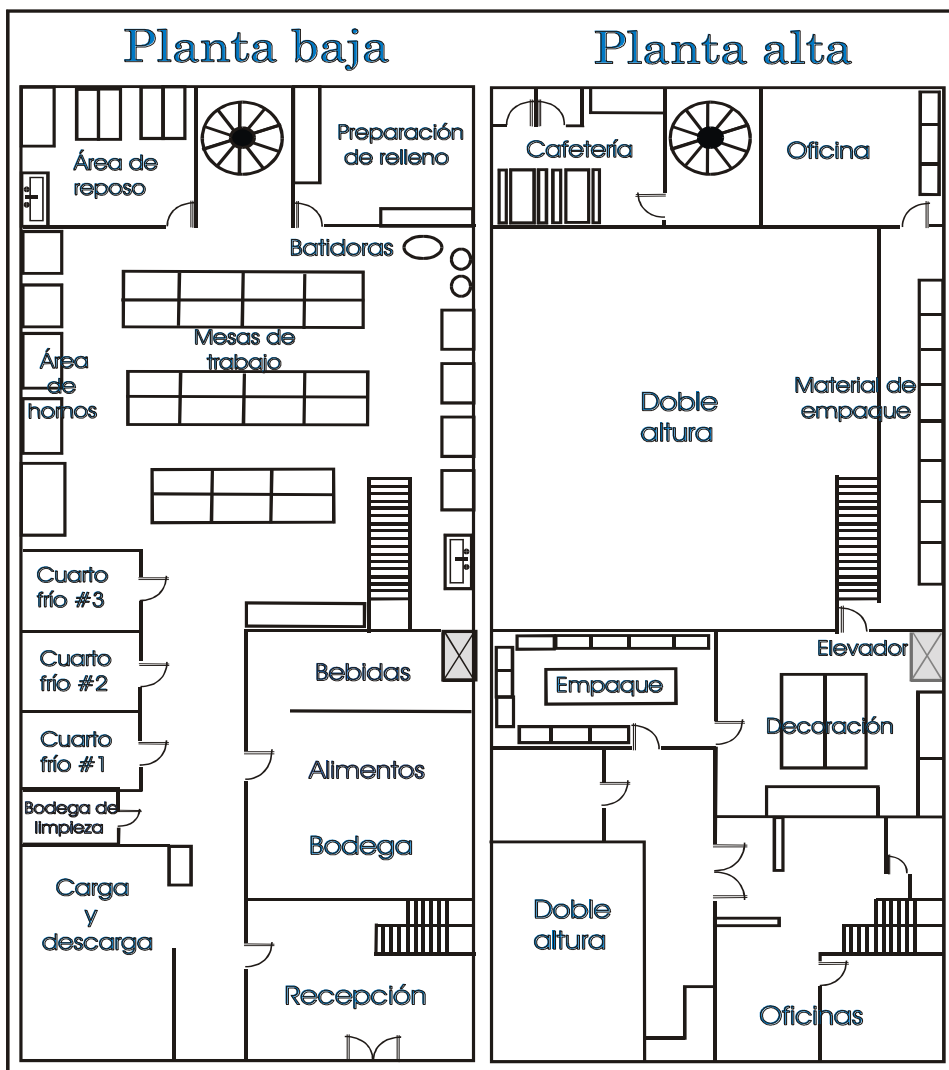 Planta baja
Área de
reposo
Preparación
de relleno
Batidoras
Mesas de
trabajo
Área
de
hornos
Cuarto
frío #3
Cuarto
frío #2
Cuarto
frío #1
Bodega de
limpieza
Bebidas
Alimentos
Bodega
Carga
y
descarga
Recepción
Planta alta
Cafetería
Oficina
Doble
altura
Material de
empaque
Elevador
Empaque
Decoración
Doble
altura
Oficinas